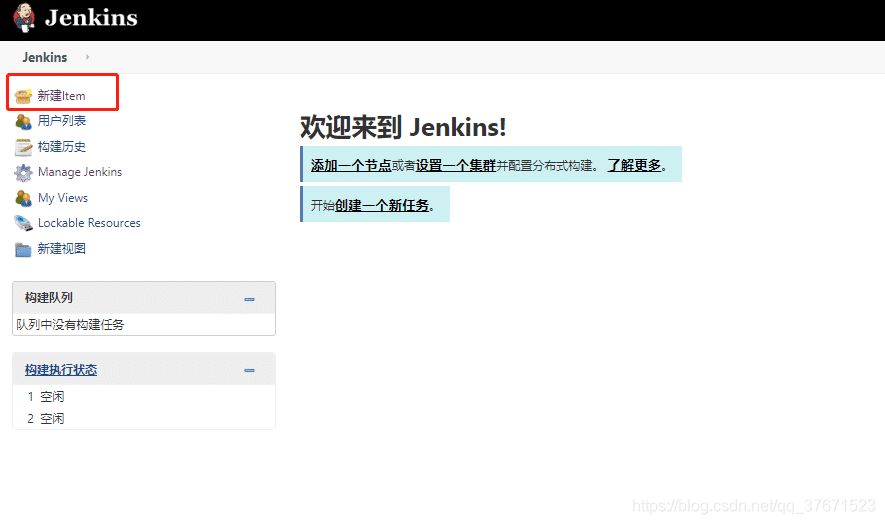 Jenkins
Jenkins
新建Item
用户列表
构建历史
Manage Jenkins
My Views
Lockable Resources
新建视图
构建队列
队列中没有构建任务
构建执行状态
1 空闲
2 空闲
欢迎来到 Jenkins!
添加一个节点或者设置一个集群并配置分布式构建。 了解更多。
开始创建一个新任务。
https://blog.csdn.net/qq_37671523